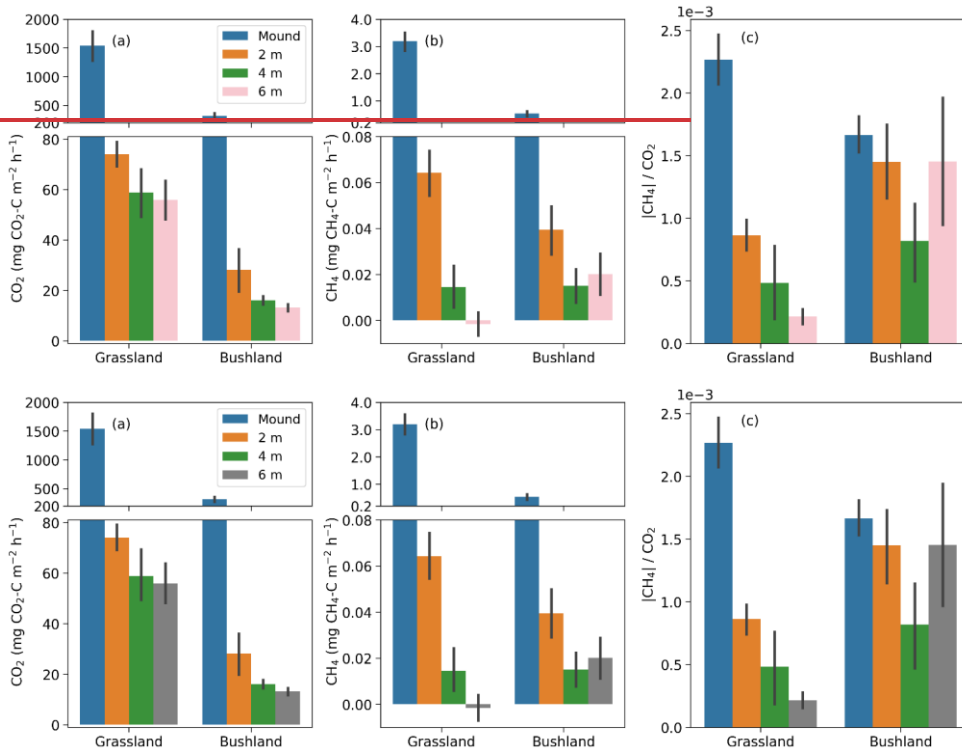 2000
1500
1000
500
200
(a)
Mound
2 m
4 m
6 m
80
60
40
20
0
CO₂ (mg CO₂-C m⁻² h⁻¹)
Grassland
Bushland
4.0
3.0
2.0
1.0
0.2
(b)
0.08
0.06
0.04
0.02
0.00
CH₄ (mg CH₄-C m⁻² h⁻¹)
Grassland
Bushland
1e−3
2.5
2.0
1.5
1.0
0.5
0.0
(c)
|CH₄| / CO₂
Grassland
Bushland
2000
1500
1000
500
200
(a)
Mound
2 m
4 m
6 m
80
60
40
20
0
CO₂ (mg CO₂-C m⁻² h⁻¹)
Grassland
Bushland
4.0
3.0
2.0
1.0
0.2
(b)
0.08
0.06
0.04
0.02
0.00
CH₄ (mg CH₄-C m⁻² h⁻¹)
Grassland
Bushland
1e−3
2.5
2.0
1.5
1.0
0.5
0.0
(c)
|CH₄| / CO₂
Grassland
Bushland